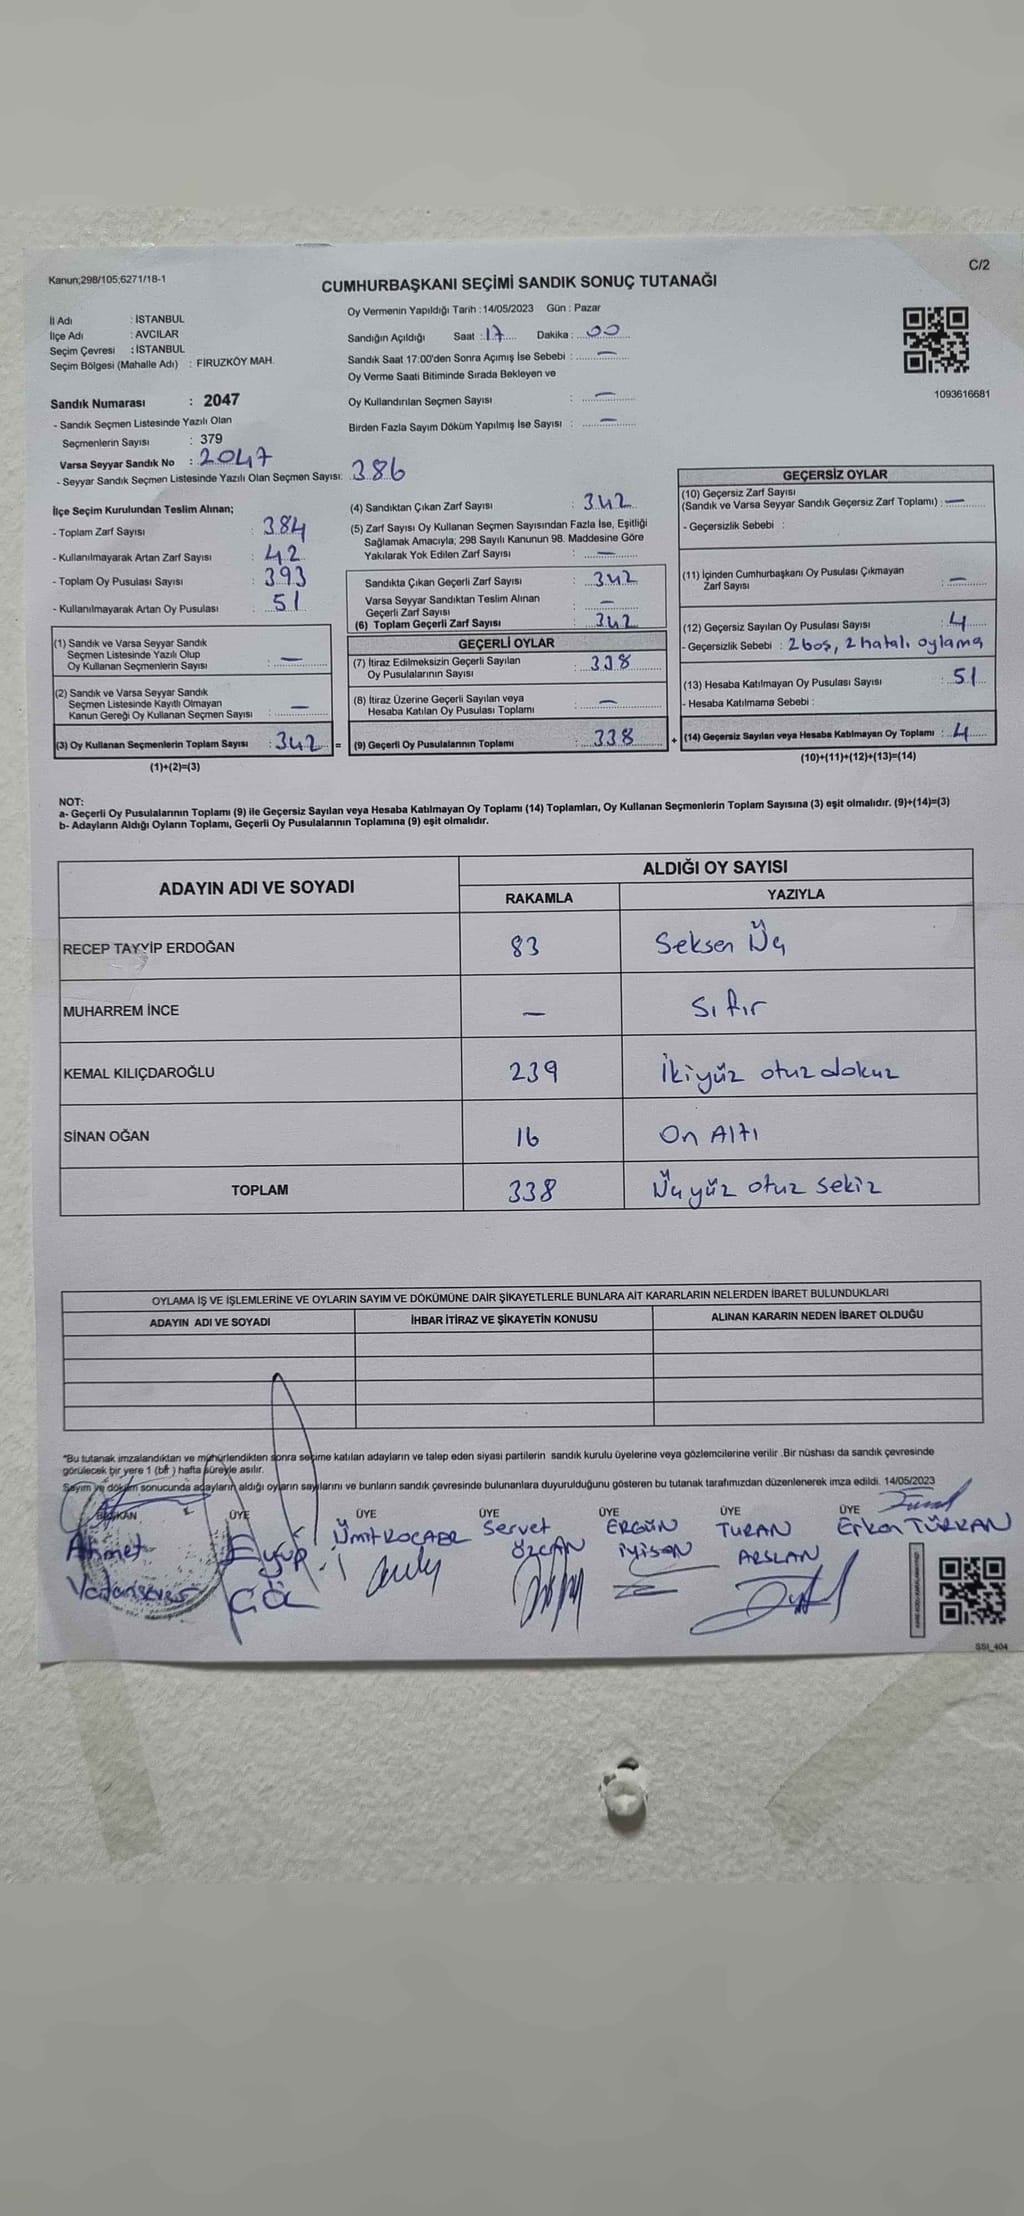 Kanun;298/105;6271/18-1
C/2
CUMHURBAŞKANI SEÇİMİ SANDIK SONUÇ TUTANAĞI
İl Adı : İSTANBUL
İlçe Adı : AVCILAR
Seçim Çevresi : İSTANBUL
Seçim Bölgesi (Mahalle Adı) : FİRUZKÖY MAH.
Sandık Numarası : 2047
- Sandık Seçmen Listesinde Yazılı Olan
Seçmenlerin Sayısı : 379
Varsa Seyyar Sandık No : 2047
- Seyyar Sandık Seçmen Listesinde Yazılı Olan Seçmen Sayısı: 386
Oy Vermenin Yapıldığı Tarih :14/05/2023 Gün : Pazar
Sandığın Açıldığı Saat : 17 Dakika : 00
Sandık Saat 17:00'den Sonra Açımış İse Sebebi : —
Oy Verme Saati Bitiminde Sırada Bekleyen ve
Oy Kullandırılan Seçmen Sayısı : —
Birden Fazla Sayım Döküm Yapılmış İse Sayısı : —
1093616681
İlçe Seçim Kurulundan Teslim Alınan;
- Toplam Zarf Sayısı : 384
- Kullanılmayarak Artan Zarf Sayısı : 42
- Toplam Oy Pusulası Sayısı : 393
- Kullanılmayarak Artan Oy Pusulası : 51
(1) Sandık ve Varsa Seyyar Sandık
Seçmen Listesinde Yazılı Olup
Oy Kullanan Seçmenlerin Sayısı : —
(2) Sandık ve Varsa Seyyar Sandık
Seçmen Listesinde Kayıtlı Olmayan
Kanun Gereği Oy Kullanan Seçmen Sayısı : —
(3) Oy Kullanan Seçmenlerin Toplam Sayısı : 342 =
(1)+(2)=(3)
(4) Sandıktan Çıkan Zarf Sayısı : 342
(5) Zarf Sayısı Oy Kullanan Seçmen Sayısından Fazla İse, Eşitliği
Sağlamak Amacıyla, 298 Sayılı Kanunun 98. Maddesine Göre
Yakılarak Yok Edilen Zarf Sayısı : —
Sandıkta Çıkan Geçerli Zarf Sayısı : 342
Varsa Seyyar Sandıktan Teslim Alınan
Geçerli Zarf Sayısı : —
(6) Toplam Geçerli Zarf Sayısı : 342
GEÇERLİ OYLAR
(7) İtiraz Edilmeksizin Geçerli Sayılan
Oy Pusulalarının Sayısı : 338
(8) İtiraz Üzerine Geçerli Sayılan veya
Hesaba Katılan Oy Pusulası Toplamı : —
(9) Geçerli Oy Pusulalarının Toplamı : 338 +
GEÇERSİZ OYLAR
(10) Geçersiz Zarf Sayısı
(Sandık ve Varsa Seyyar Sandık Geçersiz Zarf Toplamı) : —
- Geçersizlik Sebebi :
(11) İçinden Cumhurbaşkanı Oy Pusulası Çıkmayan
Zarf Sayısı : —
(12) Geçersiz Sayılan Oy Pusulası Sayısı : 4
- Geçersizlik Sebebi : 2 boş, 2 hatalı oylama
(13) Hesaba Katılmayan Oy Pusulası Sayısı : 51
- Hesaba Katılmama Sebebi :
(14) Geçersiz Sayılan veya Hesaba Katılmayan Oy Toplamı : 4
(10)+(11)+(12)+(13)=(14)
NOT:
a- Geçerli Oy Pusulalarının Toplamı (9) ile Geçersiz Sayılan veya Hesaba Katılmayan Oy Toplamı (14) Toplamları, Oy Kullanan Seçmenlerin Toplam Sayısına (3) eşit olmalıdır. (9)+(14)=(3)
b- Adayların Aldığı Oyların Toplamı, Geçerli Oy Pusulalarının Toplamına (9) eşit olmalıdır.
ADAYIN ADI VE SOYADI
ALDIĞI OY SAYISI
RAKAMLA YAZIYLA
RECEP TAYYİP ERDOĞAN 83 Seksen Üç
MUHARREM İNCE — Sıfır
KEMAL KILIÇDAROĞLU 239 İkiyüz otuz dokuz
SİNAN OĞAN 16 On Altı
TOPLAM 338 Üçyüz otuz sekiz
OYLAMA İŞ VE İŞLEMLERİNE VE OYLARIN SAYIM VE DÖKÜMÜNE DAİR ŞİKAYETLERLE BUNLARA AİT KARARLARIN NELERDEN İBARET BULUNDUKLARI
ADAYIN ADI VE SOYADI İHBAR İTİRAZ VE ŞİKAYETİN KONUSU ALINAN KARARIN NEDEN İBARET OLDUĞU
*Bu tutanak imzalandıktan ve mühürlendikten sonra seçime katılan adayların ve talep eden siyasi partilerin sandık kurulu üyelerine veya gözlemcilerine verilir .Bir nüshası da sandık çevresinde
görülecek bir yere 1 (bir ) hafta süreyle asılır.
Sayım ve döküm sonucunda adayların aldığı oyların sayılarını ve bunların sandık çevresinde bulunanlara duyurulduğunu gösteren bu tutanak tarafımızdan düzenlenerek imza edildi. 14/05/2023
BAŞKAN ÜYE ÜYE ÜYE ÜYE ÜYE ÜYE
Ahmet
Eyüp
Ümit KOÇABR
Servet ÖZCAN
ERGÜN İYİSON
TURAN ARSLAN
Erkan TÜRKAN
SSI_404